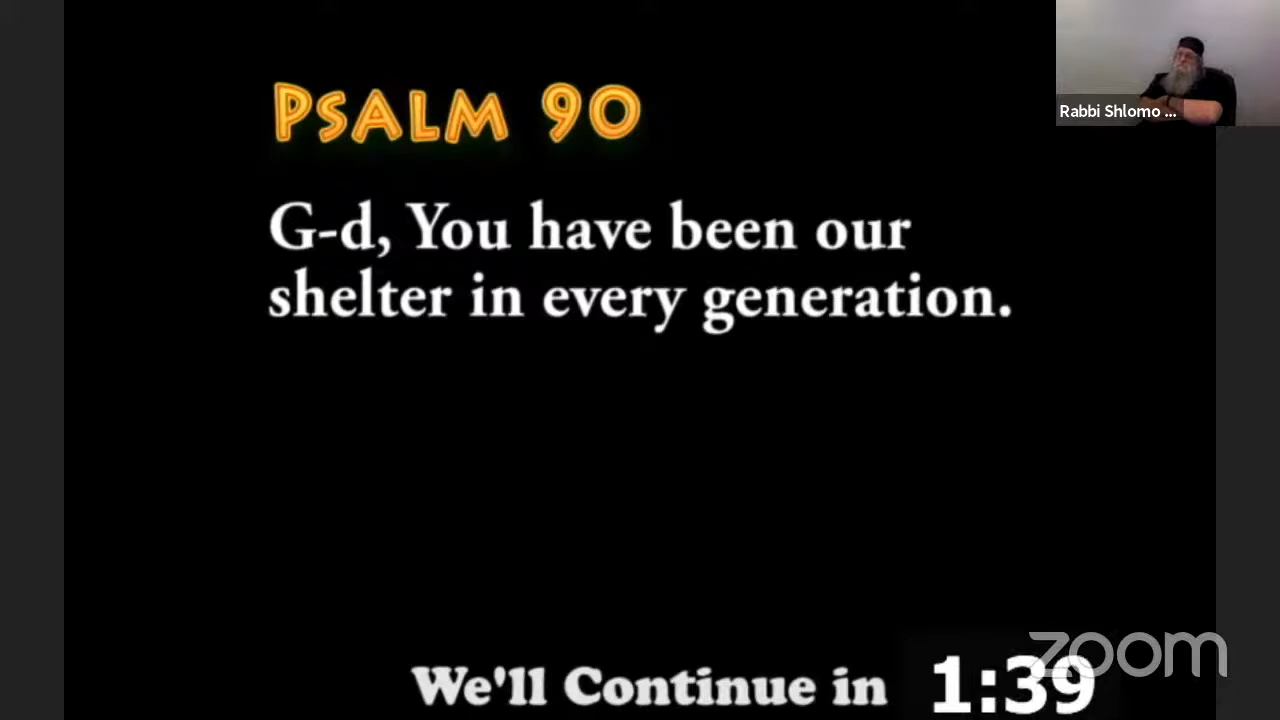 Rabbi Shlomo ...
PSALM 90
G-d, You have been our
shelter in every generation.
We'll Continue in 1:39
zoom